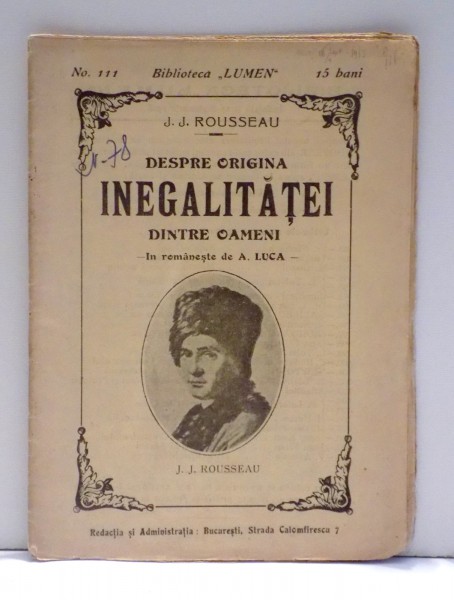 No. 111 Biblioteca „LUMEN“ 15 bani
J. J. ROUSSEAU
N-78
DESPRE ORIGINA
INEGALITĂȚEI
DINTRE OAMENI
—In românește de A. LUCA—
J. J. ROUSSEAU
Redacția și Administrația: București, Strada Calomfirescu 7